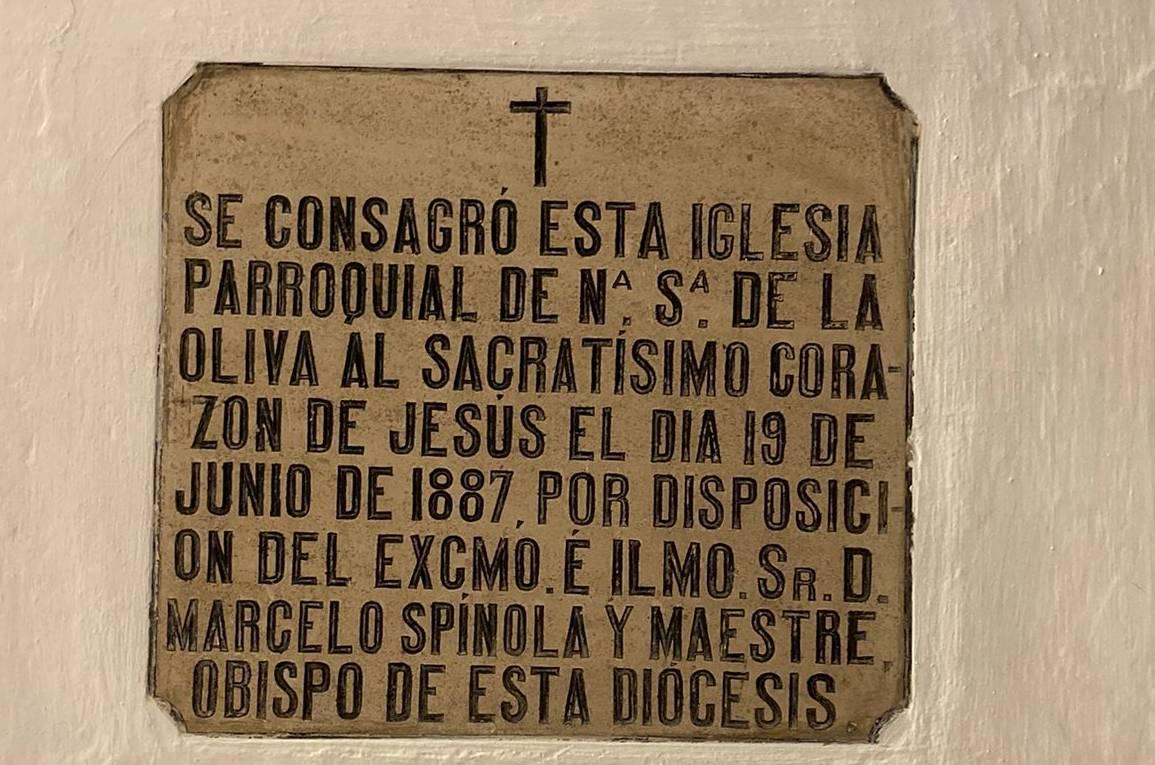 SE CONSAGRÓ ESTA IGLESIA
PARROQUIAL DE Nª. Sª. DE LA
OLIVA AL SACRATÍSIMO CORA-
ZON DE JESÚS EL DIA 19 DE
JUNIO DE 1887, POR DISPOSICI-
ON DEL EXCMO. É ILMO. SR. D.
MARCELO SPÍNOLA Y MAESTRE,
OBISPO DE ESTA DIÓCESIS.